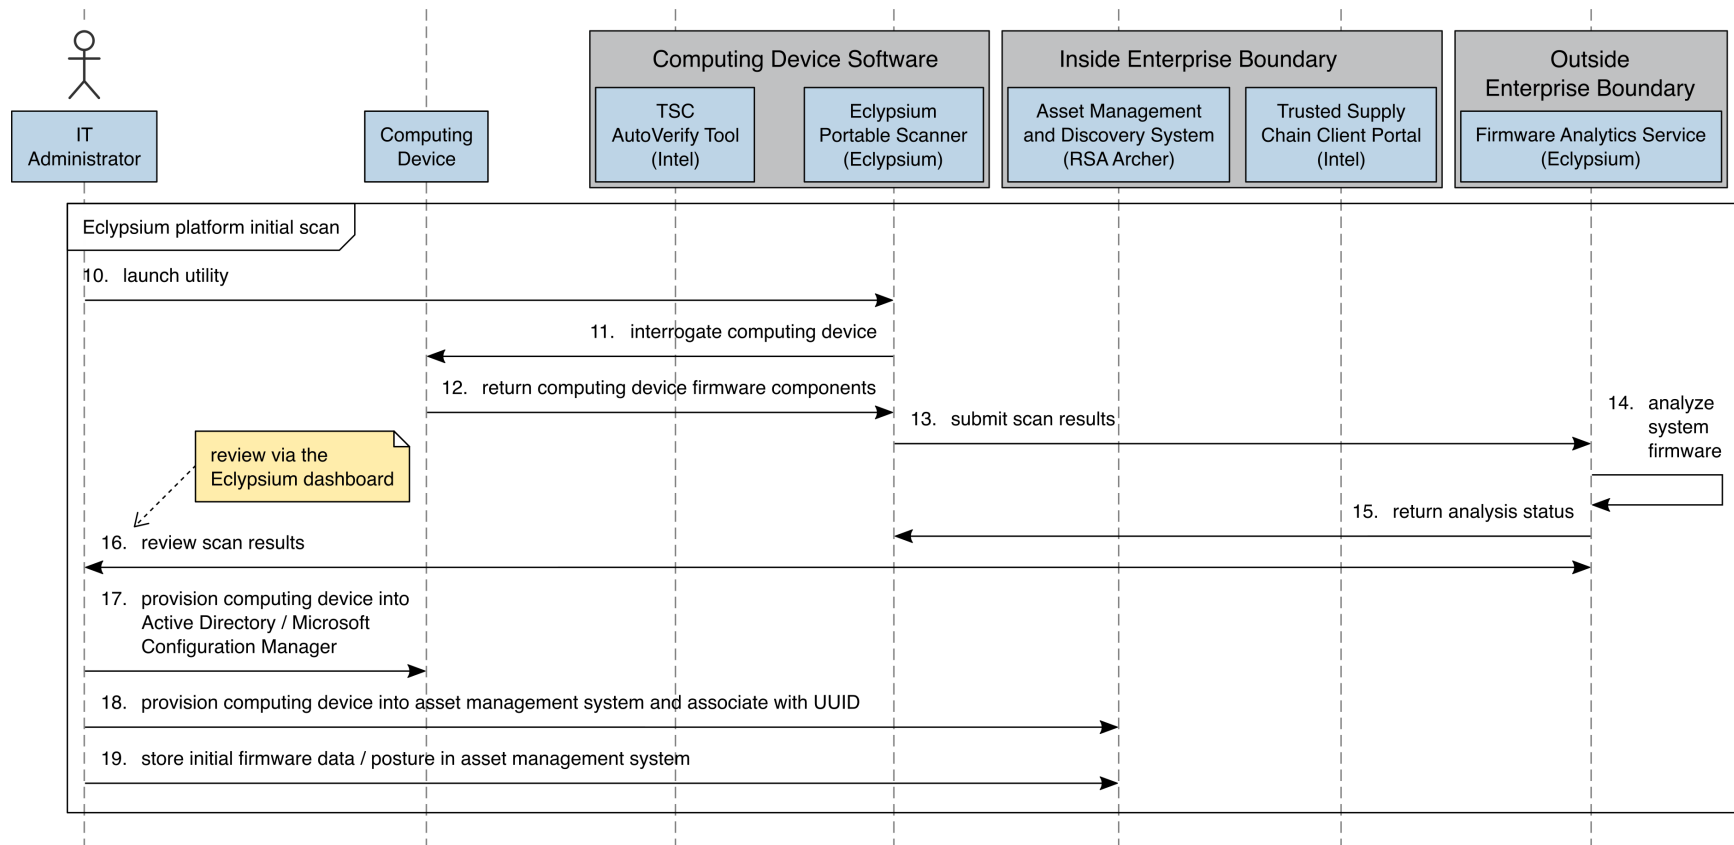 Computing Device Software
Inside Enterprise Boundary
Outside
Enterprise Boundary
IT
Administrator
Computing
Device
TSC
AutoVerify Tool
(Intel)
Eclypsium
Portable Scanner
(Eclypsium)
Asset Management
and Discovery System
(RSA Archer)
Trusted Supply
Chain Client Portal
(Intel)
Firmware Analytics Service
(Eclypsium)
Eclypsium platform initial scan
10. launch utility
11. interrogate computing device
12. return computing device firmware components
13. submit scan results
14. analyze
system
firmware
review via the
Eclypsium dashboard
15. return analysis status
16. review scan results
17. provision computing device into
Active Directory / Microsoft
Configuration Manager
18. provision computing device into asset management system and associate with UUID
19. store initial firmware data / posture in asset management system